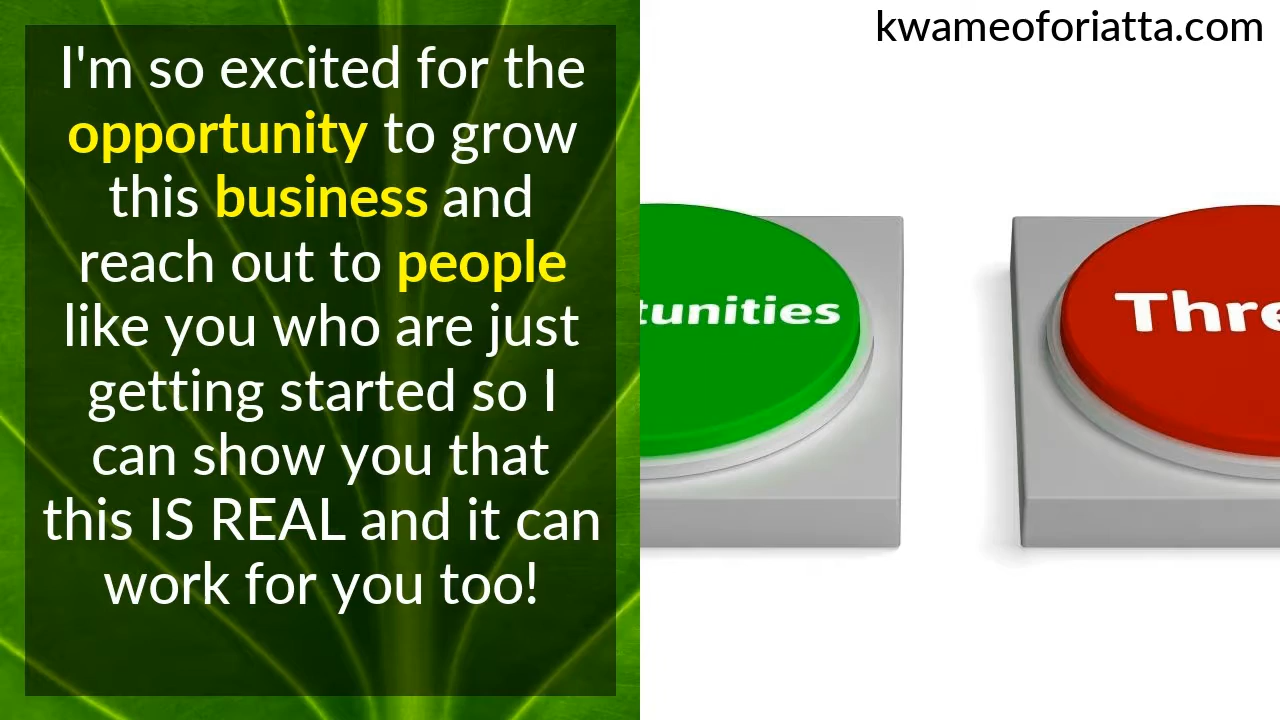 I'm so excited for the
opportunity to grow
this business and
reach out to people
like you who are just
getting started so I
can show you that
this IS REAL and it can
work for you too!
kwameoforiatta.com
tunities
Thre